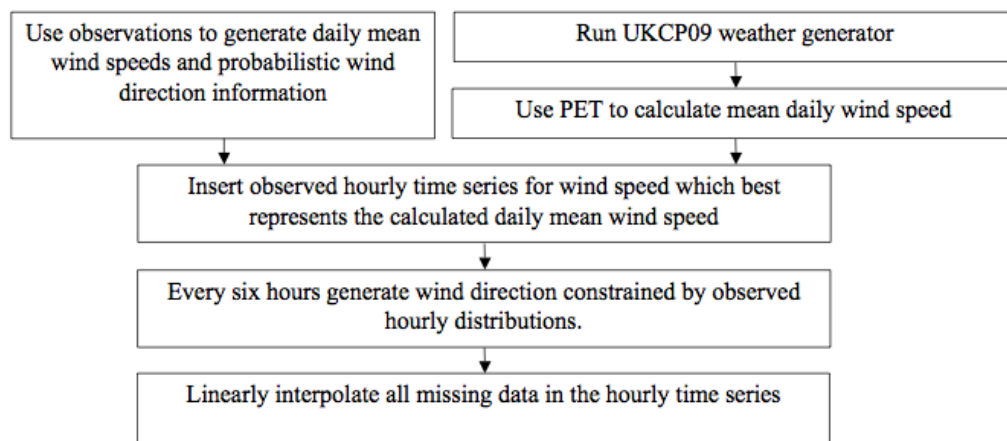 Use observations to generate daily mean
wind speeds and probabilistic wind
direction information
Run UKCP09 weather generator
Use PET to calculate mean daily wind speed
Insert observed hourly time series for wind speed which best
represents the calculated daily mean wind speed
Every six hours generate wind direction constrained by observed
hourly distributions.
Linearly interpolate all missing data in the hourly time series